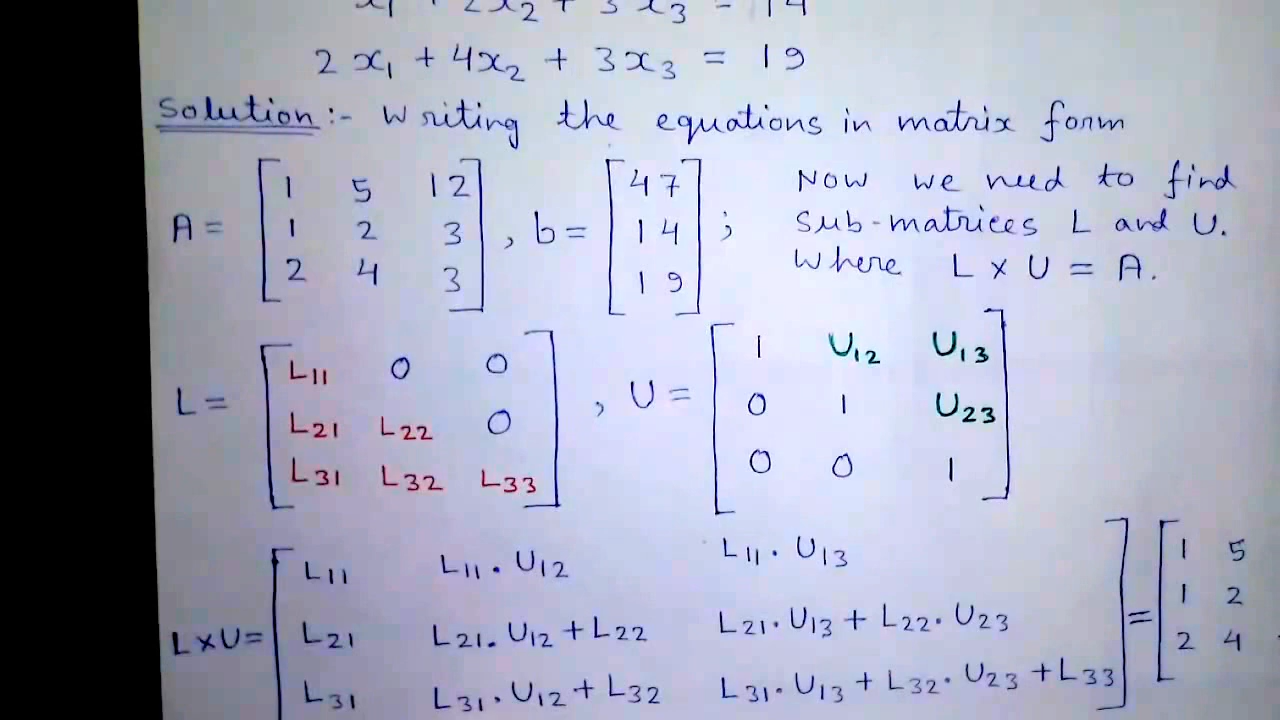 x₁ + 2x₂ + 3x₃ = 14
2x₁ + 4x₂ + 3x₃ = 19
Solution :- Writing the equations in matrix form
A = [1 5 12
1 2 3
2 4 3] , b = [47
14
19] ; Now we need to find
Sub-matrices L and U.
Where L × U = A.
L = [L11 0 0
L21 L22 0
L31 L32 L33] , U = [1 U12 U13
0 1 U23
0 0 1]
L×U = [L11 L11.U12 L11.U13
L21 L21.U12 + L22 L21.U13 + L22.U23
L31 L31.U12 + L32 L31.U13 + L32.U23 + L33] = [1 5
1 2
2 4